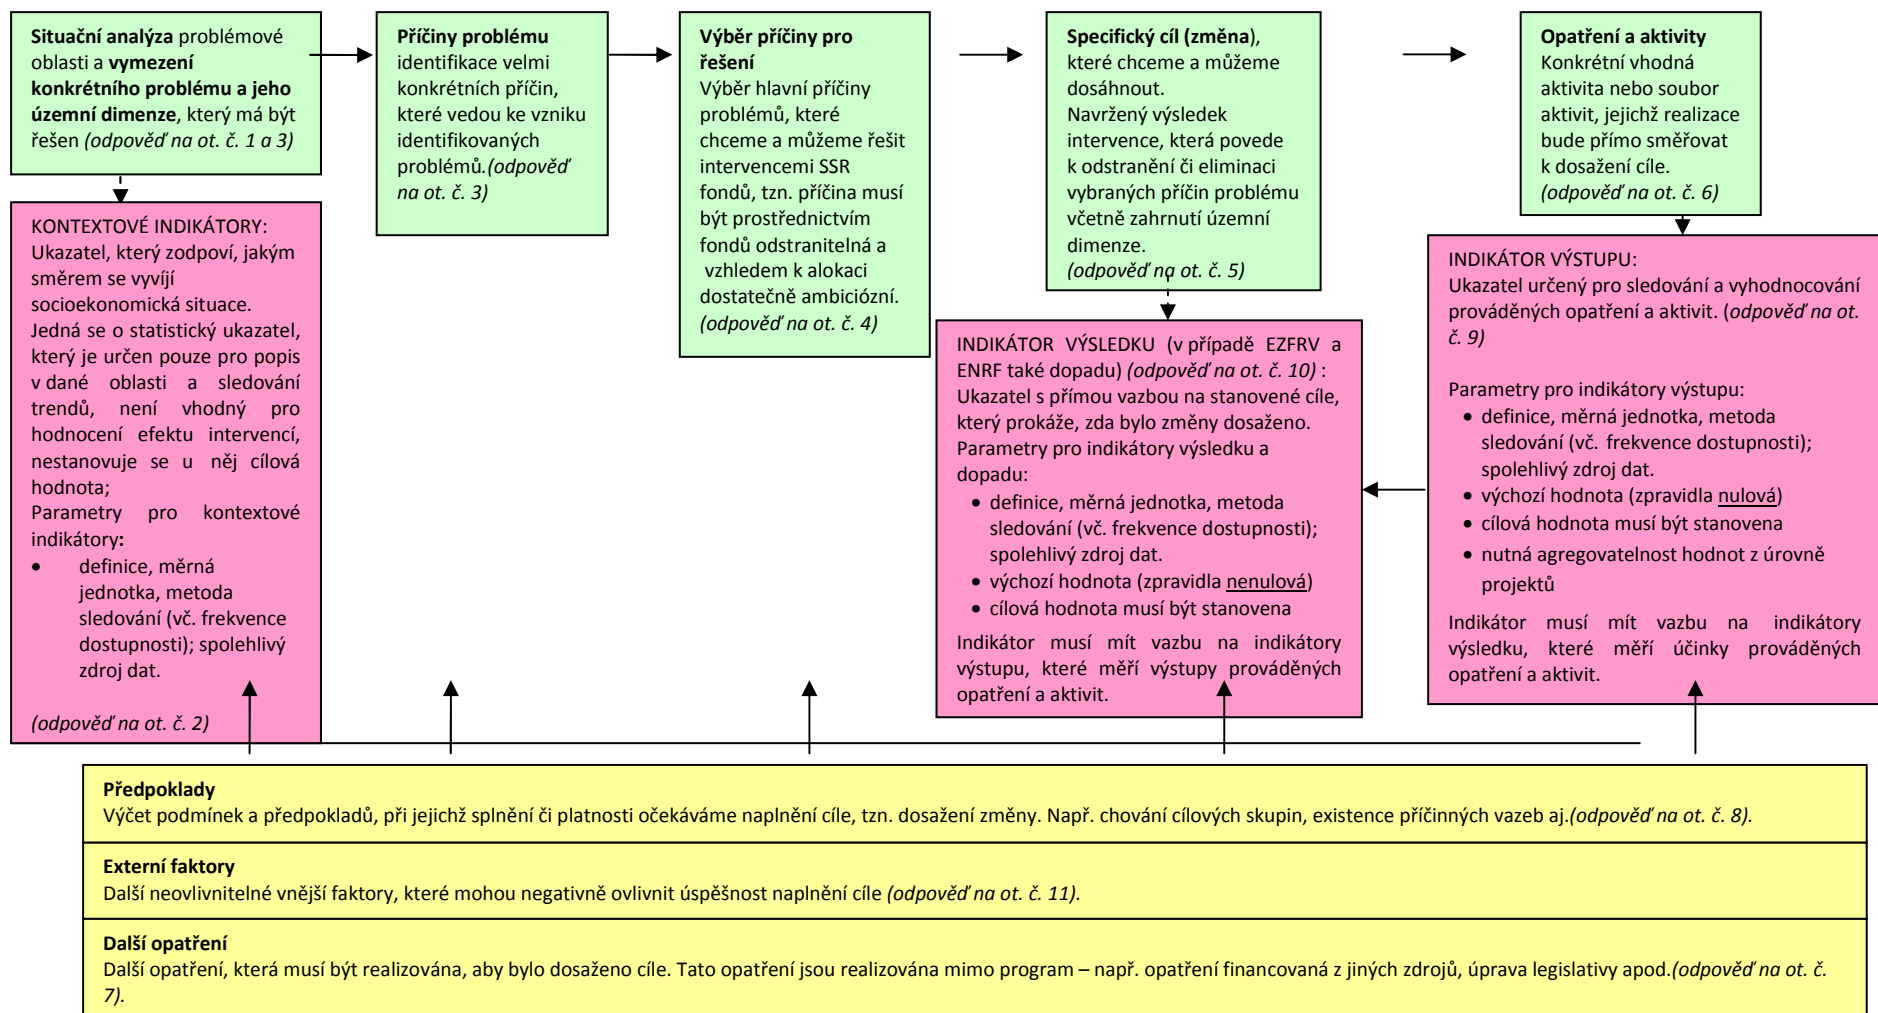 Situační analýza problémové
oblasti a vymezení
konkrétního problému a jeho
územní dimenze, který má být
řešen (odpověď na ot. č. 1 a 3)
Příčiny problému
identifikace velmi
konkrétních příčin,
které vedou ke vzniku
identifikovaných
problémů.(odpověď
na ot. č. 3)
Výběr příčiny pro
řešení
Výběr hlavní příčiny
problémů, které
chceme a můžeme řešit
intervencemi SSR
fondů, tzn. příčina musí
být prostřednictvím
fondů odstranitelná a
vzhledem k alokaci
dostatečně ambiciózní.
(odpověď na ot. č. 4)
Specifický cíl (změna),
které chceme a můžeme
dosáhnout.
Navržený výsledek
intervence, která povede
k odstranění či eliminaci
vybraných příčin problému
včetně zahrnutí územní
dimenze.
(odpověď na ot. č. 5)
Opatření a aktivity
Konkrétní vhodná
aktivita nebo soubor
aktivit, jejichž realizace
bude přímo směřovat
k dosažení cíle.
(odpověď na ot. č. 6)
KONTEXTOVÉ INDIKÁTORY:
Ukazatel, který zodpoví, jakým
směrem se vyvíjí
socioekonomická situace.
Jedná se o statistický ukazatel,
který je určen pouze pro popis
v dané oblasti a sledování
trendů, není vhodný pro
hodnocení efektu intervencí,
nestanovuje se u něj cílová
hodnota;
Parametry pro kontextové
indikátory:
• definice, měrná
jednotka, metoda
sledování (vč. frekvence
dostupnosti); spolehlivý
zdroj dat.
(odpověď na ot. č. 2)
INDIKÁTOR VÝSLEDKU (v případě EZFRV a
ENRF také dopadu) (odpověď na ot. č. 10) :
Ukazatel s přímou vazbou na stanovené cíle,
který prokáže, zda bylo změny dosaženo.
Parametry pro indikátory výsledku a
dopadu:
• definice, měrná jednotka, metoda
sledování (vč. frekvence dostupnosti);
spolehlivý zdroj dat.
• výchozí hodnota (zpravidla nenulová)
• cílová hodnota musí být stanovena
Indikátor musí mít vazbu na indikátory
výstupu, které měří výstupy prováděných
opatření a aktivit.
INDIKÁTOR VÝSTUPU:
Ukazatel určený pro sledování a vyhodnocování
prováděných opatření a aktivit. (odpověď na ot.
č. 9)
Parametry pro indikátory výstupu:
• definice, měrná jednotka, metoda
sledování (vč. frekvence dostupnosti);
spolehlivý zdroj dat.
• výchozí hodnota (zpravidla nulová)
• cílová hodnota musí být stanovena
• nutná agregovatelnost hodnot z úrovně
projektů
Indikátor musí mít vazbu na indikátory
výsledku, které měří účinky prováděných
opatření a aktivit.
Předpoklady
Výčet podmínek a předpokladů, při jejichž splnění či platnosti očekáváme naplnění cíle, tzn. dosažení změny. Např. chování cílových skupin, existence příčinných vazeb aj.(odpověď na ot. č. 8).
Externí faktory
Další neovlivnitelné vnější faktory, které mohou negativně ovlivnit úspěšnost naplnění cíle (odpověď na ot. č. 11).
Další opatření
Další opatření, která musí být realizována, aby bylo dosaženo cíle. Tato opatření jsou realizována mimo program – např. opatření financovaná z jiných zdrojů, úprava legislativy apod.(odpověď na ot. č.
7).